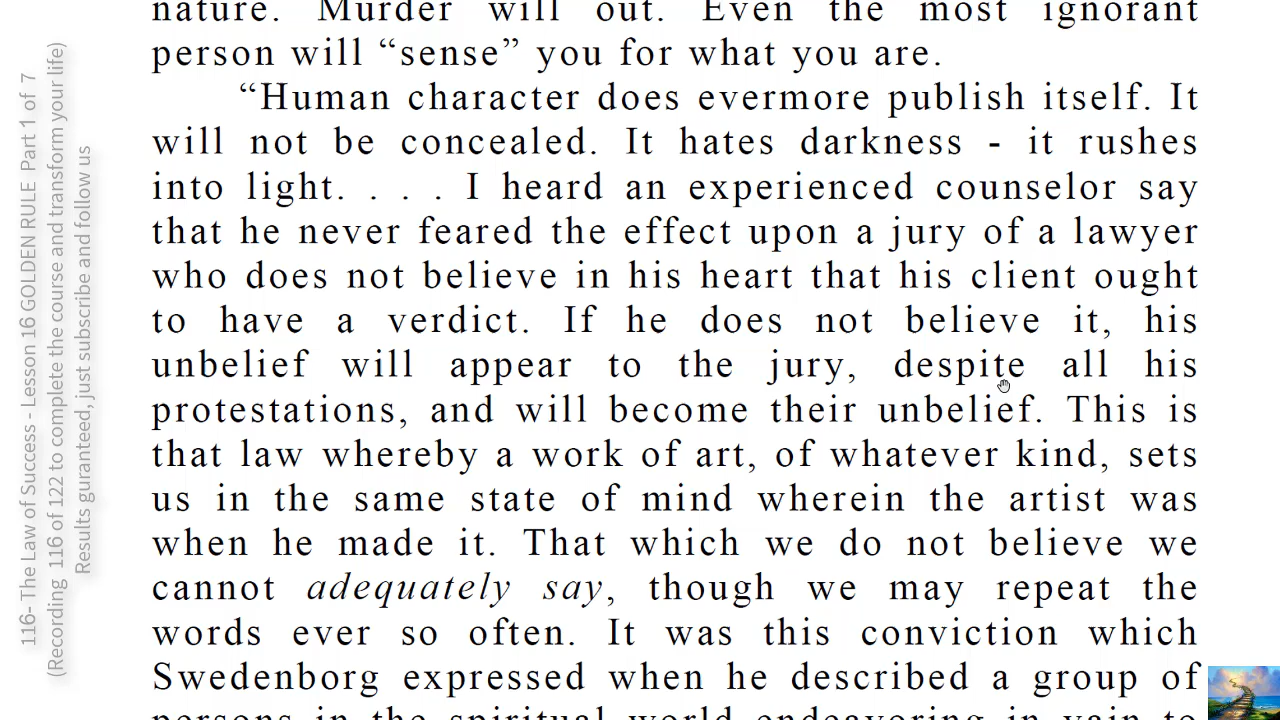 nature. Murder will out. Even the most ignorant
person will “sense” you for what you are.
“Human character does evermore publish itself. It
will not be concealed. It hates darkness - it rushes
into light. . . . I heard an experienced counselor say
that he never feared the effect upon a jury of a lawyer
who does not believe in his heart that his client ought
to have a verdict. If he does not believe it, his
unbelief will appear to the jury, despite all his
protestations, and will become their unbelief. This is
that law whereby a work of art, of whatever kind, sets
us in the same state of mind wherein the artist was
when he made it. That which we do not believe we
cannot adequately say, though we may repeat the
words ever so often. It was this conviction which
Swedenborg expressed when he described a group of
persons in the spiritual world endeavoring in vain to
116- The Law of Success - Lesson 16 GOLDEN RULE Part 1 of 7
(Recording 116 of 122 to complete the course and transform your life)
Results guranteed, just subscribe and follow us